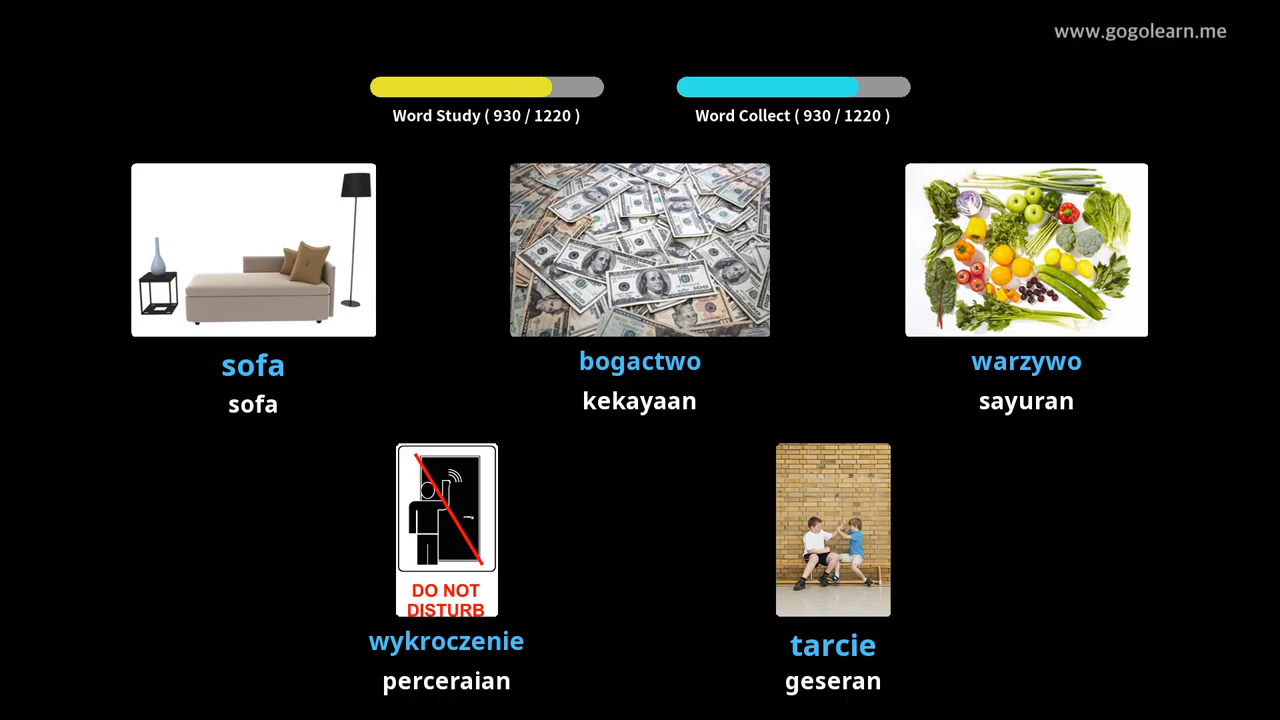 www.gogolearn.me
Word Study ( 930 / 1220 )
Word Collect ( 930 / 1220 )
sofa
sofa
bogactwo
kekayaan
warzywo
sayuran
DO NOT
DISTURB
wykroczenie
perceraian
tarcie
geseran